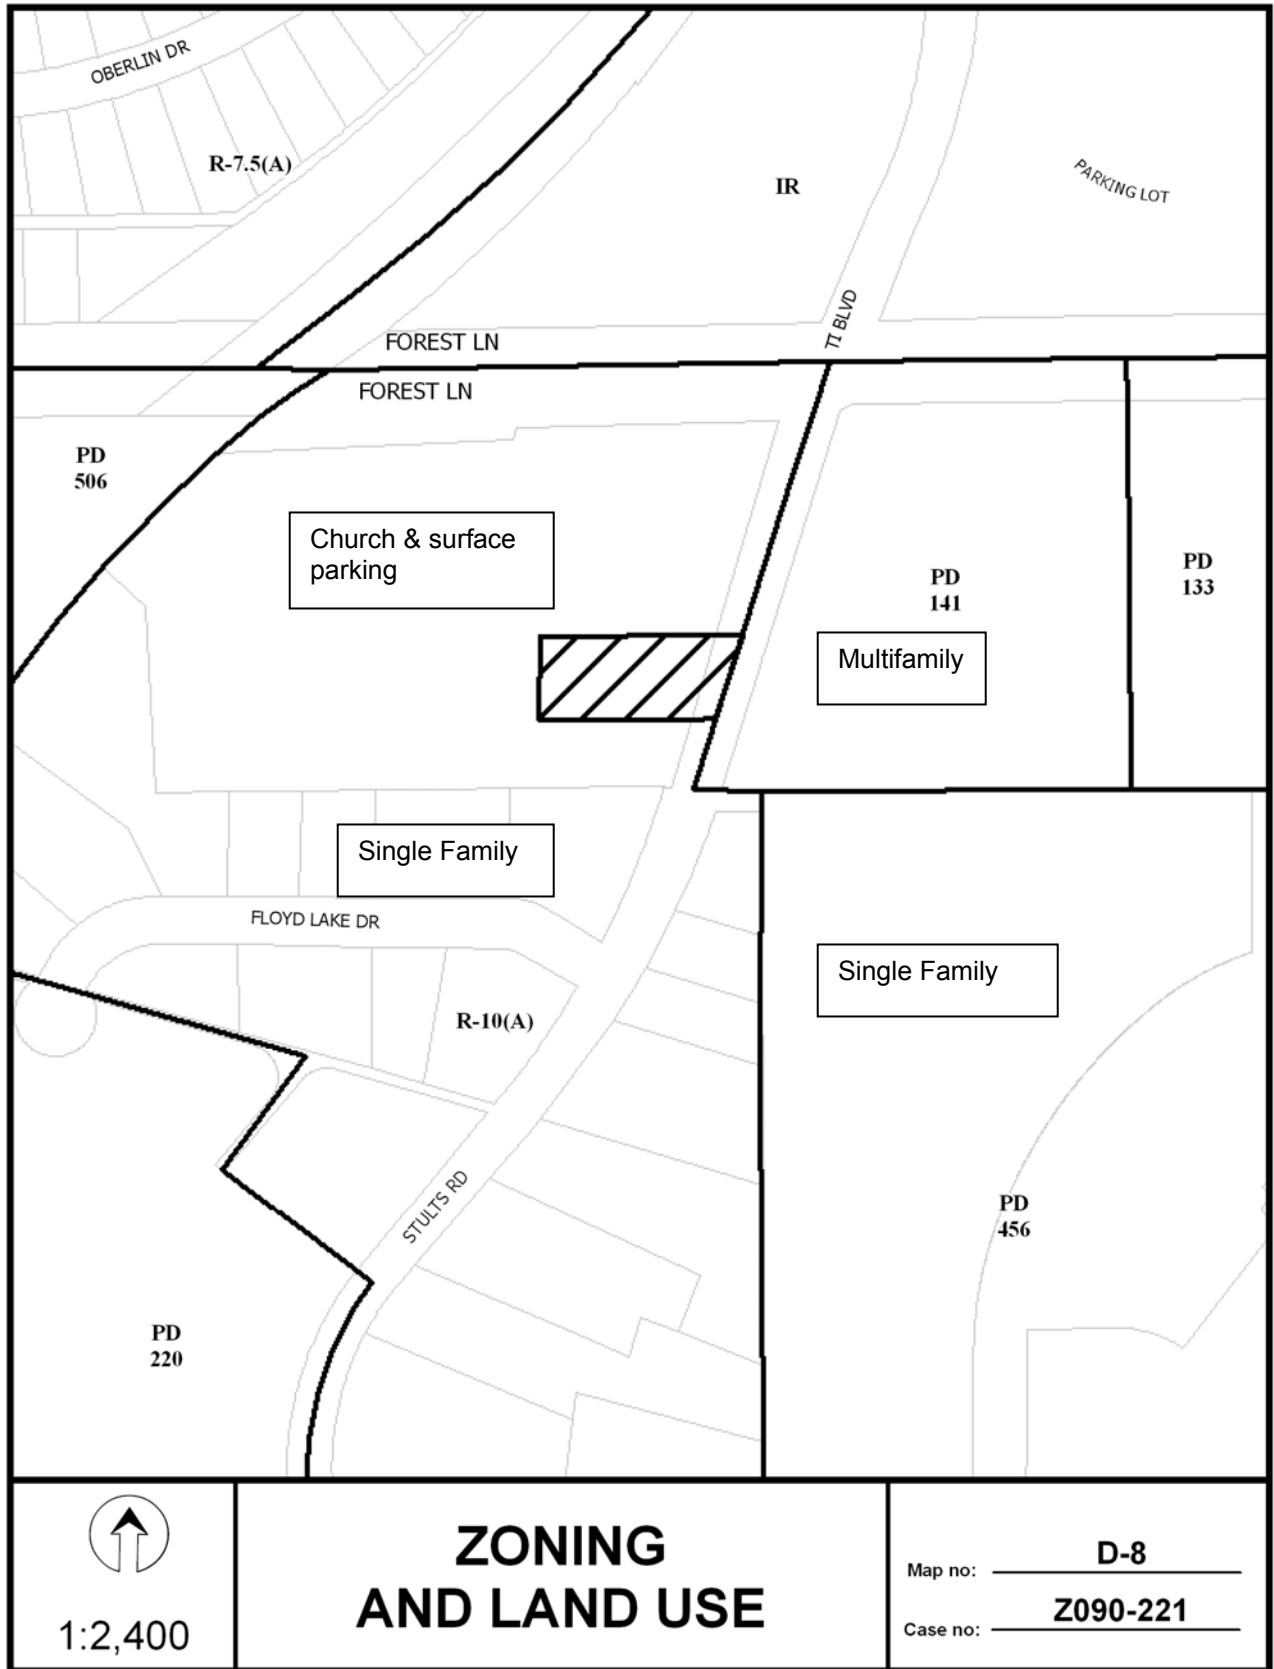 OBERLIN DR
R-7.5(A)
IR
PARKING LOT
TI BLVD
FOREST LN
FOREST LN
PD
506
Church & surface
parking
PD
141
PD
133
Multifamily
Single Family
FLOYD LAKE DR
Single Family
R-10(A)
STULTS RD
PD
456
PD
220
1:2,400
ZONING
AND LAND USE
Map no: D-8
Case no: Z090-221